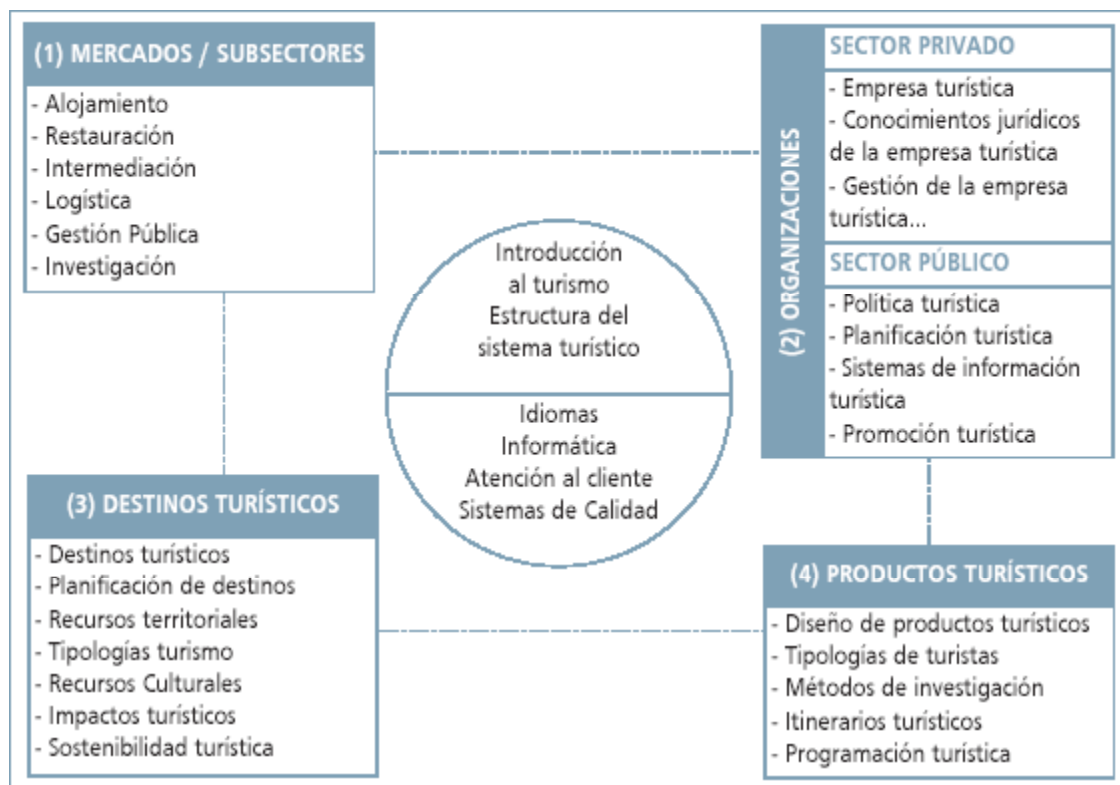 (1) MERCADOS / SUBSECTORES
- Alojamiento
- Restauración
- Intermediación
- Logística
- Gestión Pública
- Investigación
(2) ORGANIZACIONES
SECTOR PRIVADO
- Empresa turística
- Conocimientos jurídicos
de la empresa turística
- Gestión de la empresa
turística...
SECTOR PÚBLICO
- Política turística
- Planificación turística
- Sistemas de información
turística
- Promoción turística
Introducción
al turismo
Estructura del
sistema turístico
Idiomas
Informática
Atención al cliente
Sistemas de Calidad
(3) DESTINOS TURÍSTICOS
- Destinos turísticos
- Planificación de destinos
- Recursos territoriales
- Tipologías turismo
- Recursos Culturales
- Impactos turísticos
- Sostenibilidad turística
(4) PRODUCTOS TURÍSTICOS
- Diseño de productos turísticos
- Tipologías de turistas
- Métodos de investigación
- Itinerarios turísticos
- Programación turística